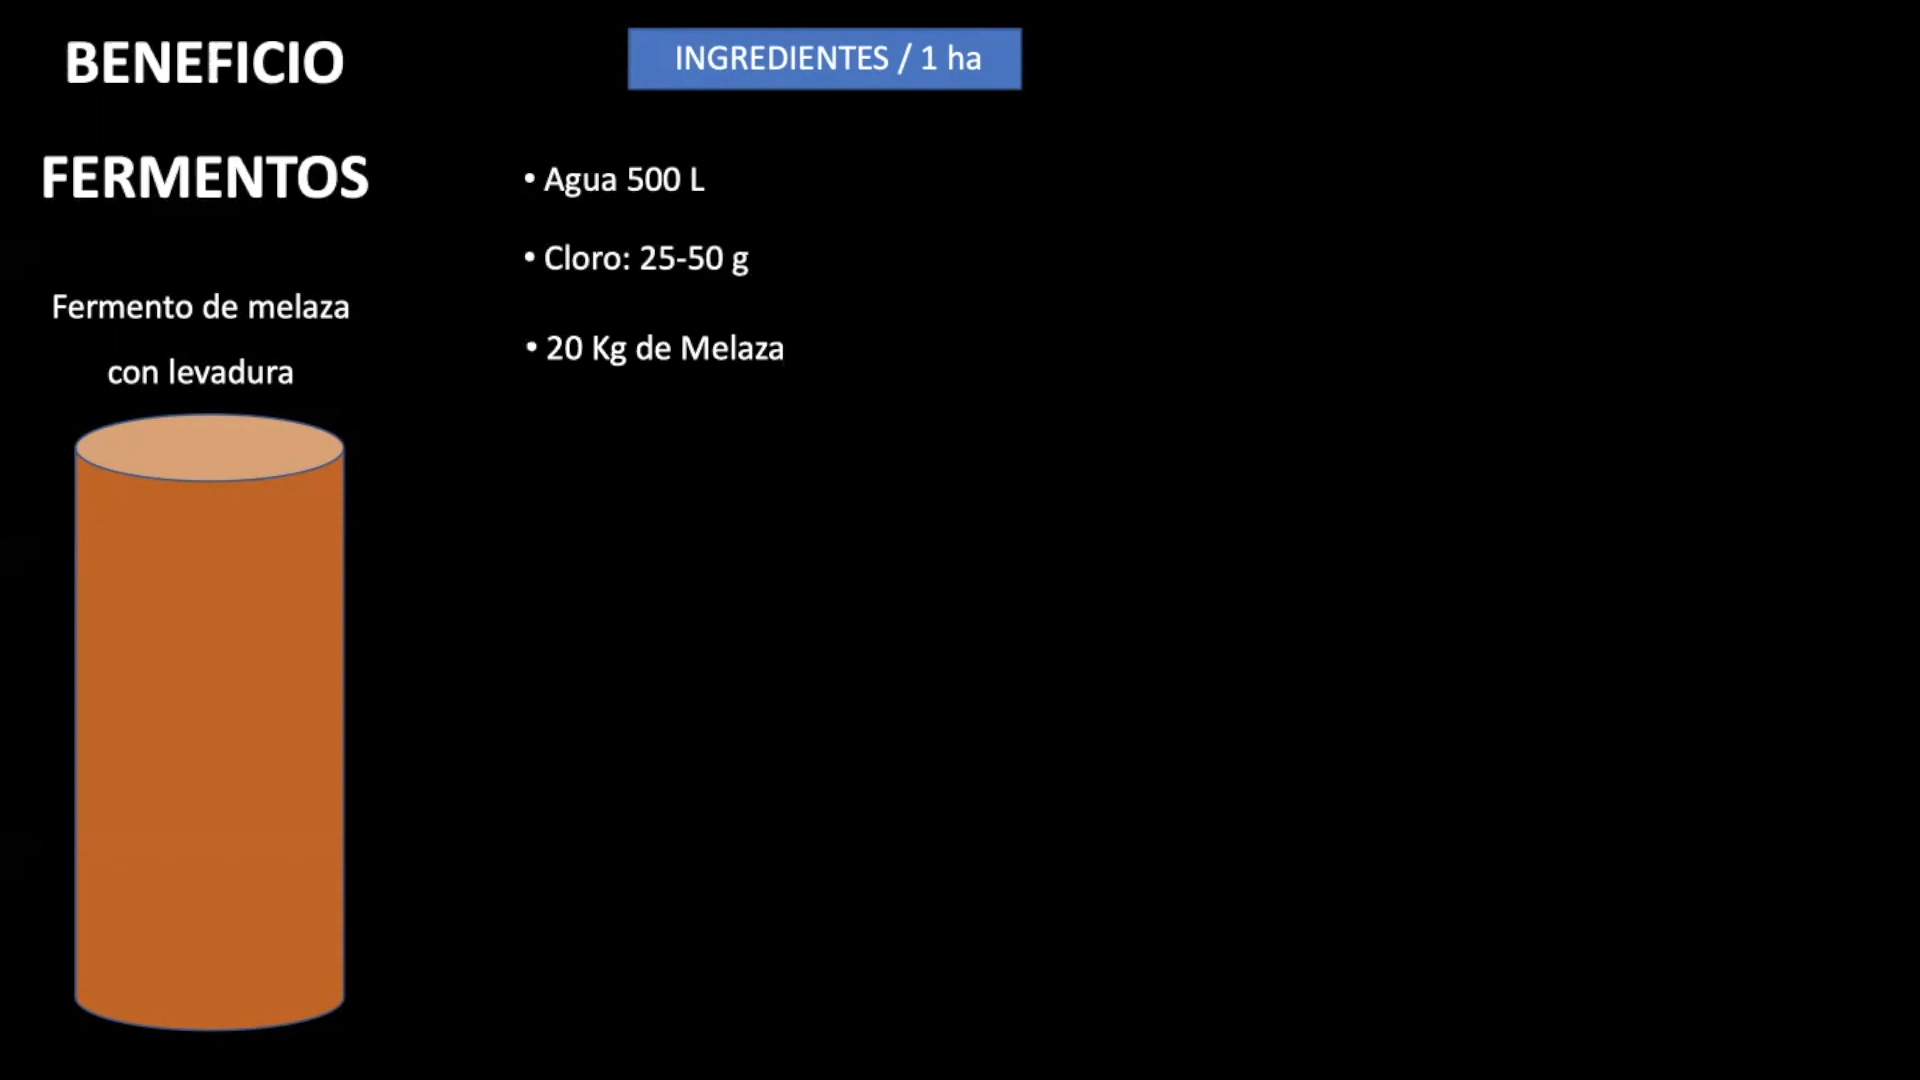 BENEFICIO
FERMENTOS
Fermento de melaza
con levadura
INGREDIENTES / 1 ha
• Agua 500 L
• Cloro: 25-50 g
• 20 Kg de Melaza